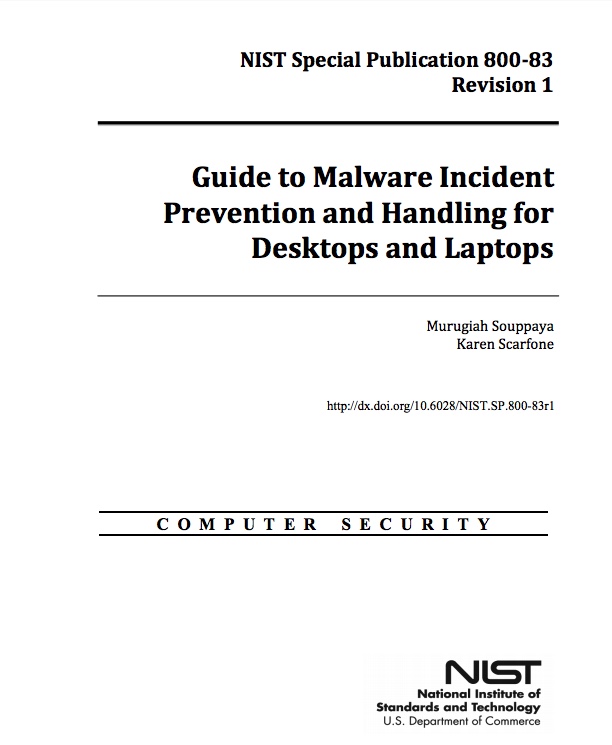 NIST Special Publication 800-83
Revision 1
Guide to Malware Incident
Prevention and Handling for
Desktops and Laptops
Murugiah Souppaya
Karen Scarfone
http://dx.doi.org/10.6028/NIST.SP.800-83r1
COMPUTER SECURITY
NIST
National Institute of
Standards and Technology
U.S. Department of Commerce